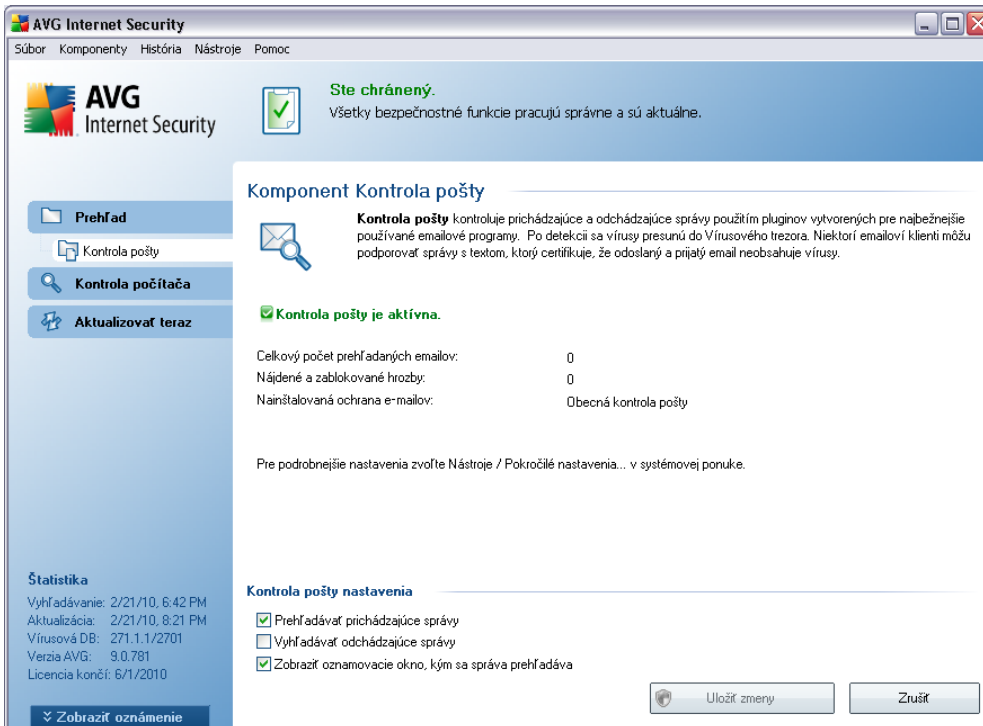 AVG Internet Security
Súbor Komponenty História Nástroje Pomoc
AVG
Internet Security
Ste chránený.
Všetky bezpečnostné funkcie pracujú správne a sú aktuálne.
Prehľad
Kontrola pošty
Kontrola počítača
Aktualizovať teraz
Komponent Kontrola pošty
Kontrola pošty kontroluje prichádzajúce a odchádzajúce správy použitím pluginov vytvorených pre najbežnejšie
používané emailové programy. Po detekcii sa vírusy presunú do Vírusového trezora. Niektorí emailoví klienti môžu
podporovať správy s textom, ktorý certifikuje, že odoslaný a prijatý email neobsahuje vírusy.
Kontrola pošty je aktívna.
Celkový počet prehľadaných emailov: 0
Nájdené a zablokované hrozby: 0
Nainštalovaná ochrana e-mailov: Obecná kontrola pošty
Pre podrobnejšie nastavenia zvoľte Nástroje / Pokročilé nastavenia... v systémovej ponuke.
Štatistika
Vyhľadávanie: 2/21/10, 6:42 PM
Aktualizácia: 2/21/10, 8:21 PM
Vírusová DB: 271.1.1/2701
Verzia AVG: 9.0.781
Licencia končí: 6/1/2010
Zobraziť oznámenie
Kontrola pošty nastavenia
Prehľadávať prichádzajúce správy
Vyhľadávať odchádzajúce správy
Zobraziť oznamovacie okno, kým sa správa prehľadáva
Uložiť zmeny
Zrušiť